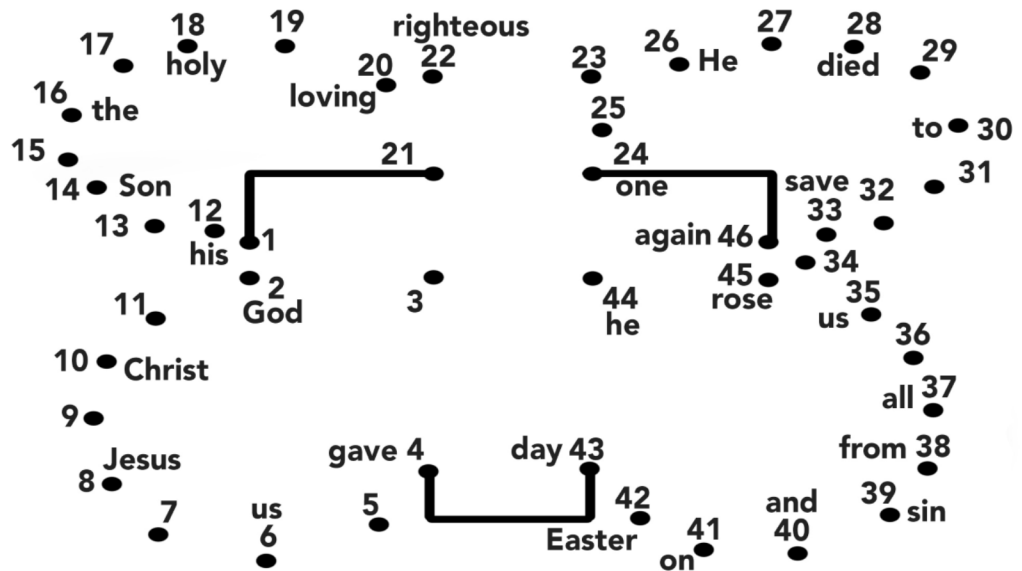 righteous
17 18 19 22 23 26 He 27 28 29
holy 20 died
loving
16 the 25 to 30
15 21 24
14 Son one save 32 31
13 12 33
his 1 again 46 34
2 3 44 45 35
God he rose us
11 36
10 Christ all 37
9
gave 4 day 43 from 38
Jesus
8 39 sin
7 us 5 42 and
6 Easter 41 40
on